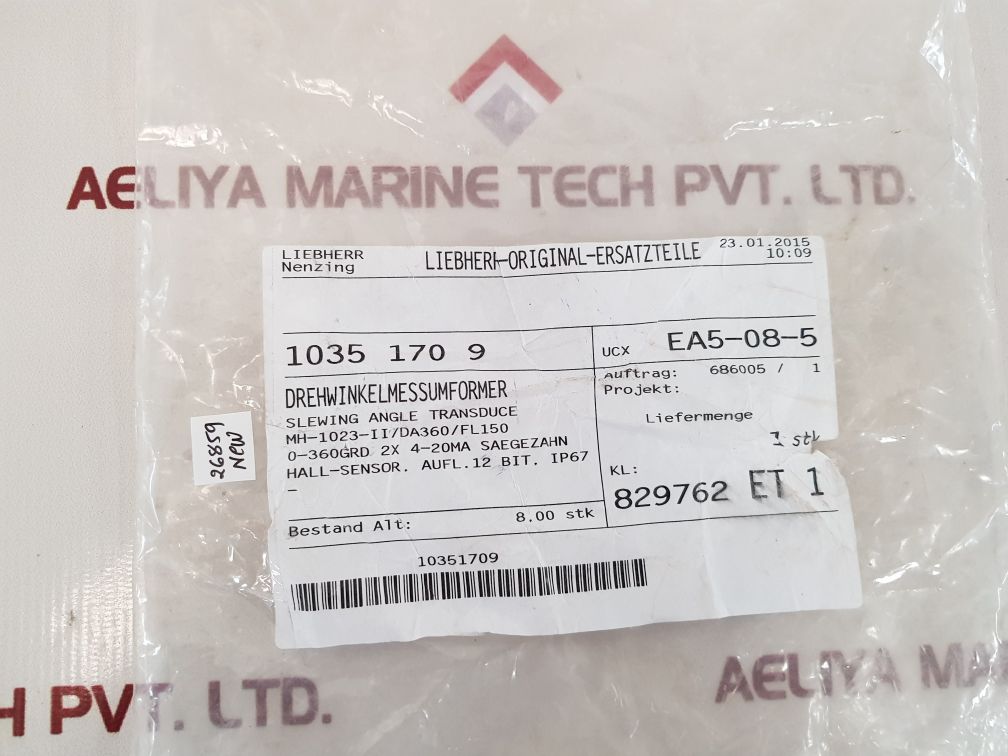 AELIYA MARINE TECH PVT. LTD.
LIEBHERR
Nenzing
LIEBHERR-ORIGINAL-ERSATZTEILE
23.01.2015
10:09
1035 170 9
UCX EA5-08-5
DREHWINKELMESSUMFORMER
SLEWING ANGLE TRANSDUCE
MH-1023-II/DA360/FL150
0-360GRD 2X 4-20MA SAEGEZAHN
HALL-SENSOR. AUFL.12 BIT. IP67
-
Auftrag: 686005 / 1
Projekt:
Liefermenge
1 stk
KL:
829762 ET 1
Bestand Alt: 8.00 stk
10351709
26859
NEW
AELIYA MA
H PVT. LTD.